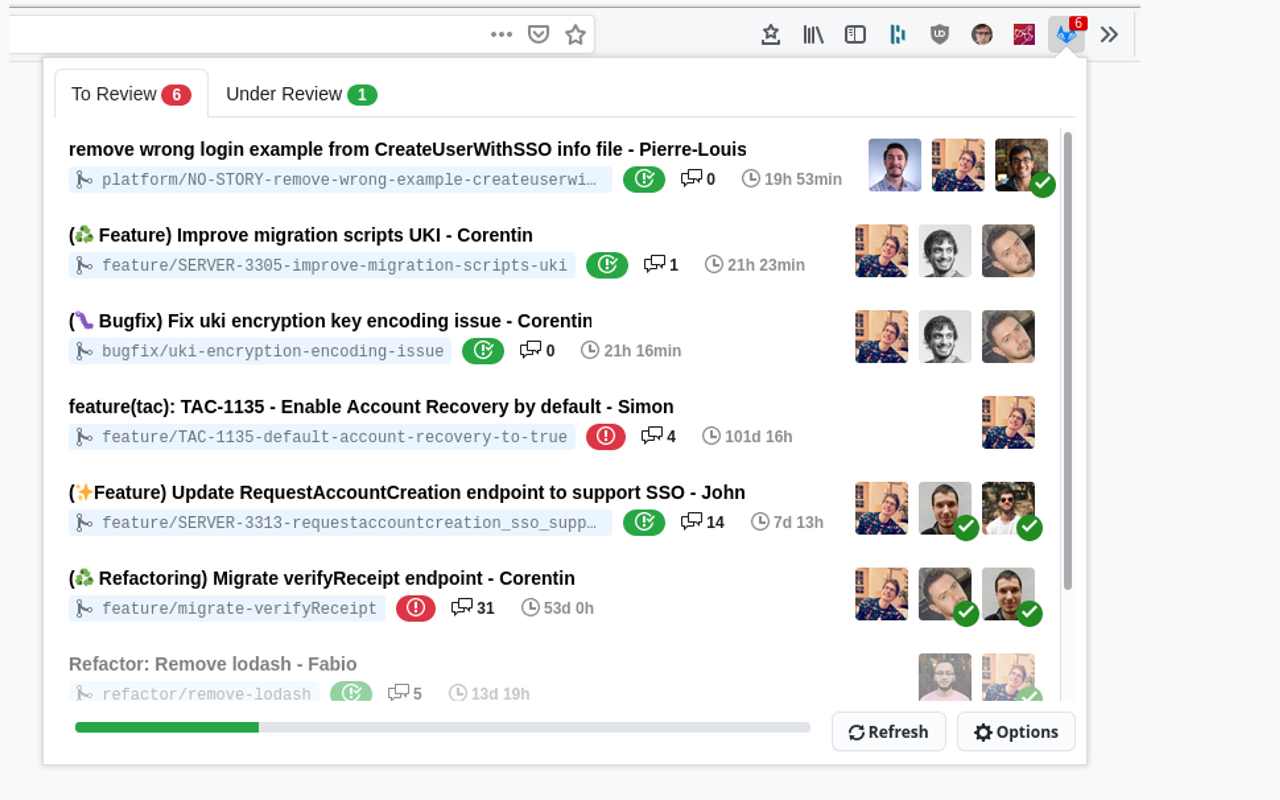 6
To Review 6 Under Review 1
remove wrong login example from CreateUserWithSSO info file - Pierre-Louis
platform/NO-STORY-remove-wrong-example-createuserwi… 0 19h 53min
(♻ Feature) Improve migration scripts UKI - Corentin
feature/SERVER-3305-improve-migration-scripts-uki 1 21h 23min
(🐛 Bugfix) Fix uki encryption key encoding issue - Corentin
bugfix/uki-encryption-encoding-issue 0 21h 16min
feature(tac): TAC-1135 - Enable Account Recovery by default - Simon
feature/TAC-1135-default-account-recovery-to-true 4 101d 16h
(✨Feature) Update RequestAccountCreation endpoint to support SSO - John
feature/SERVER-3313-requestaccountcreation_sso_supp… 14 7d 13h
(♻ Refactoring) Migrate verifyReceipt endpoint - Corentin
feature/migrate-verifyReceipt 31 53d 0h
Refactor: Remove lodash - Fabio
refactor/remove-lodash 5 13d 19h
Refresh Options